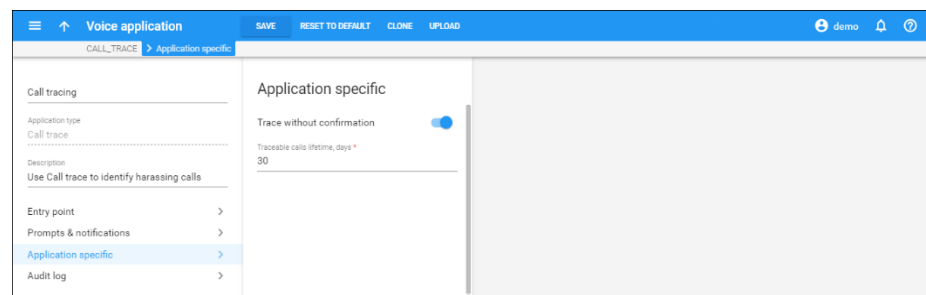 Voice application
SAVE
RESET TO DEFAULT
CLONE
UPLOAD
demo
CALL_TRACE
Application specific
Call tracing
Application type
Call trace
Description
Use Call trace to identify harassing calls
Entry point
Prompts & notifications
Application specific
Audit log
Application specific
Trace without confirmation
Traceable calls lifetime, days *
30